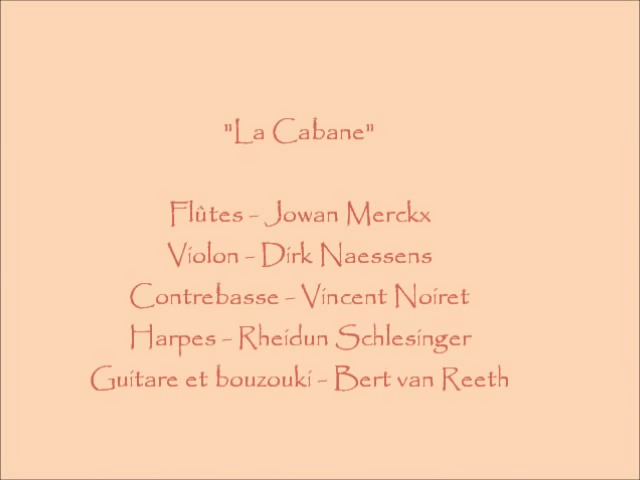 "La Cabane"
Flûtes - Jowan Merckx
Violon - Dirk Naessens
Contrebasse - Vincent Noiret
Harpes - Rheidun Schlesinger
Guitare et bouzouki - Bert van Reeth